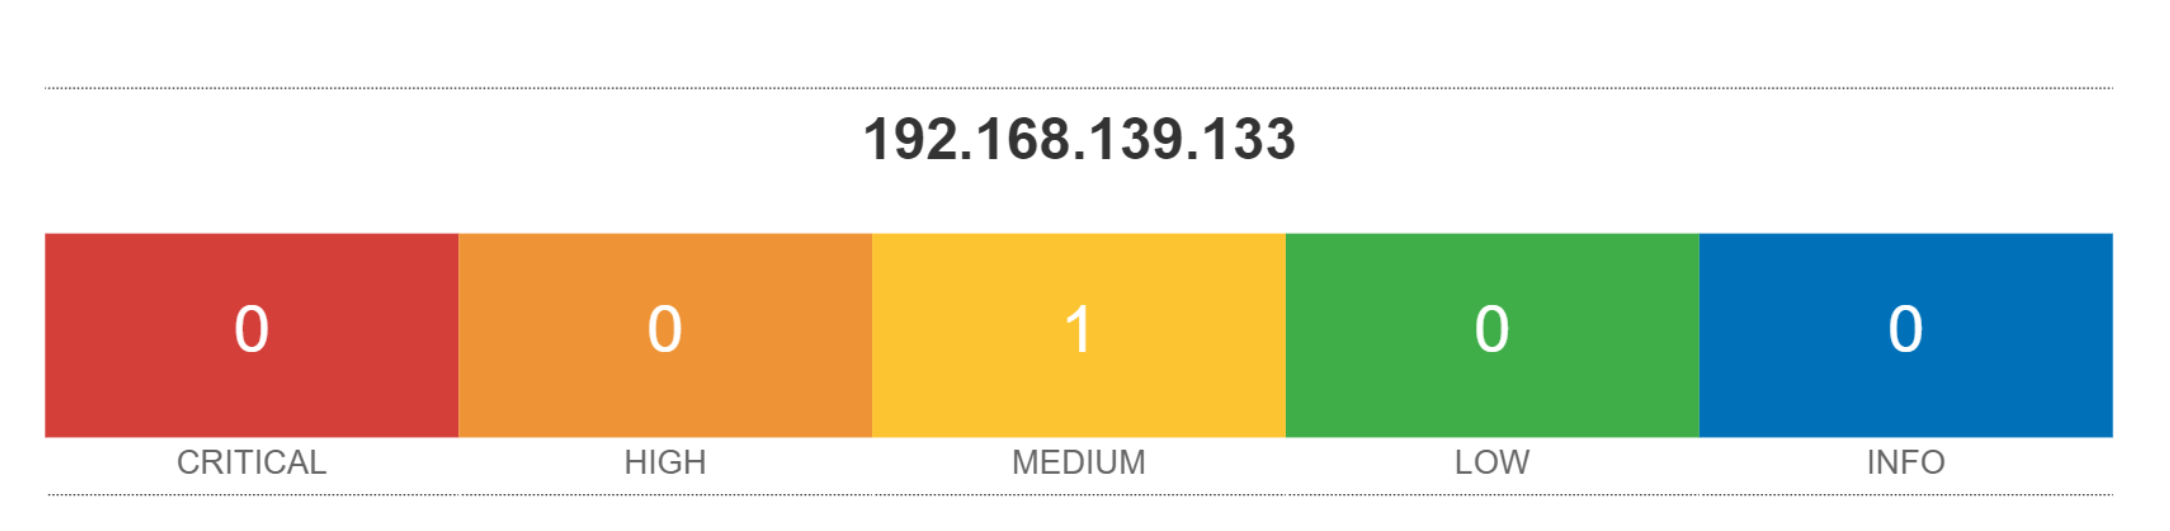 192.168.139.133
0 0 1 0 0
CRITICAL HIGH MEDIUM LOW INFO